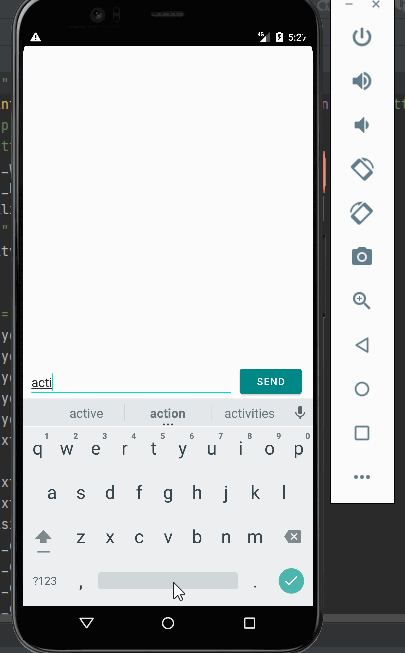 5:27
acti
SEND
active action activities
1 2 3 4 5 6 7 8 9 0
q w e r t y u i o p
a s d f g h j k l
z x c v b n m
?123 , .